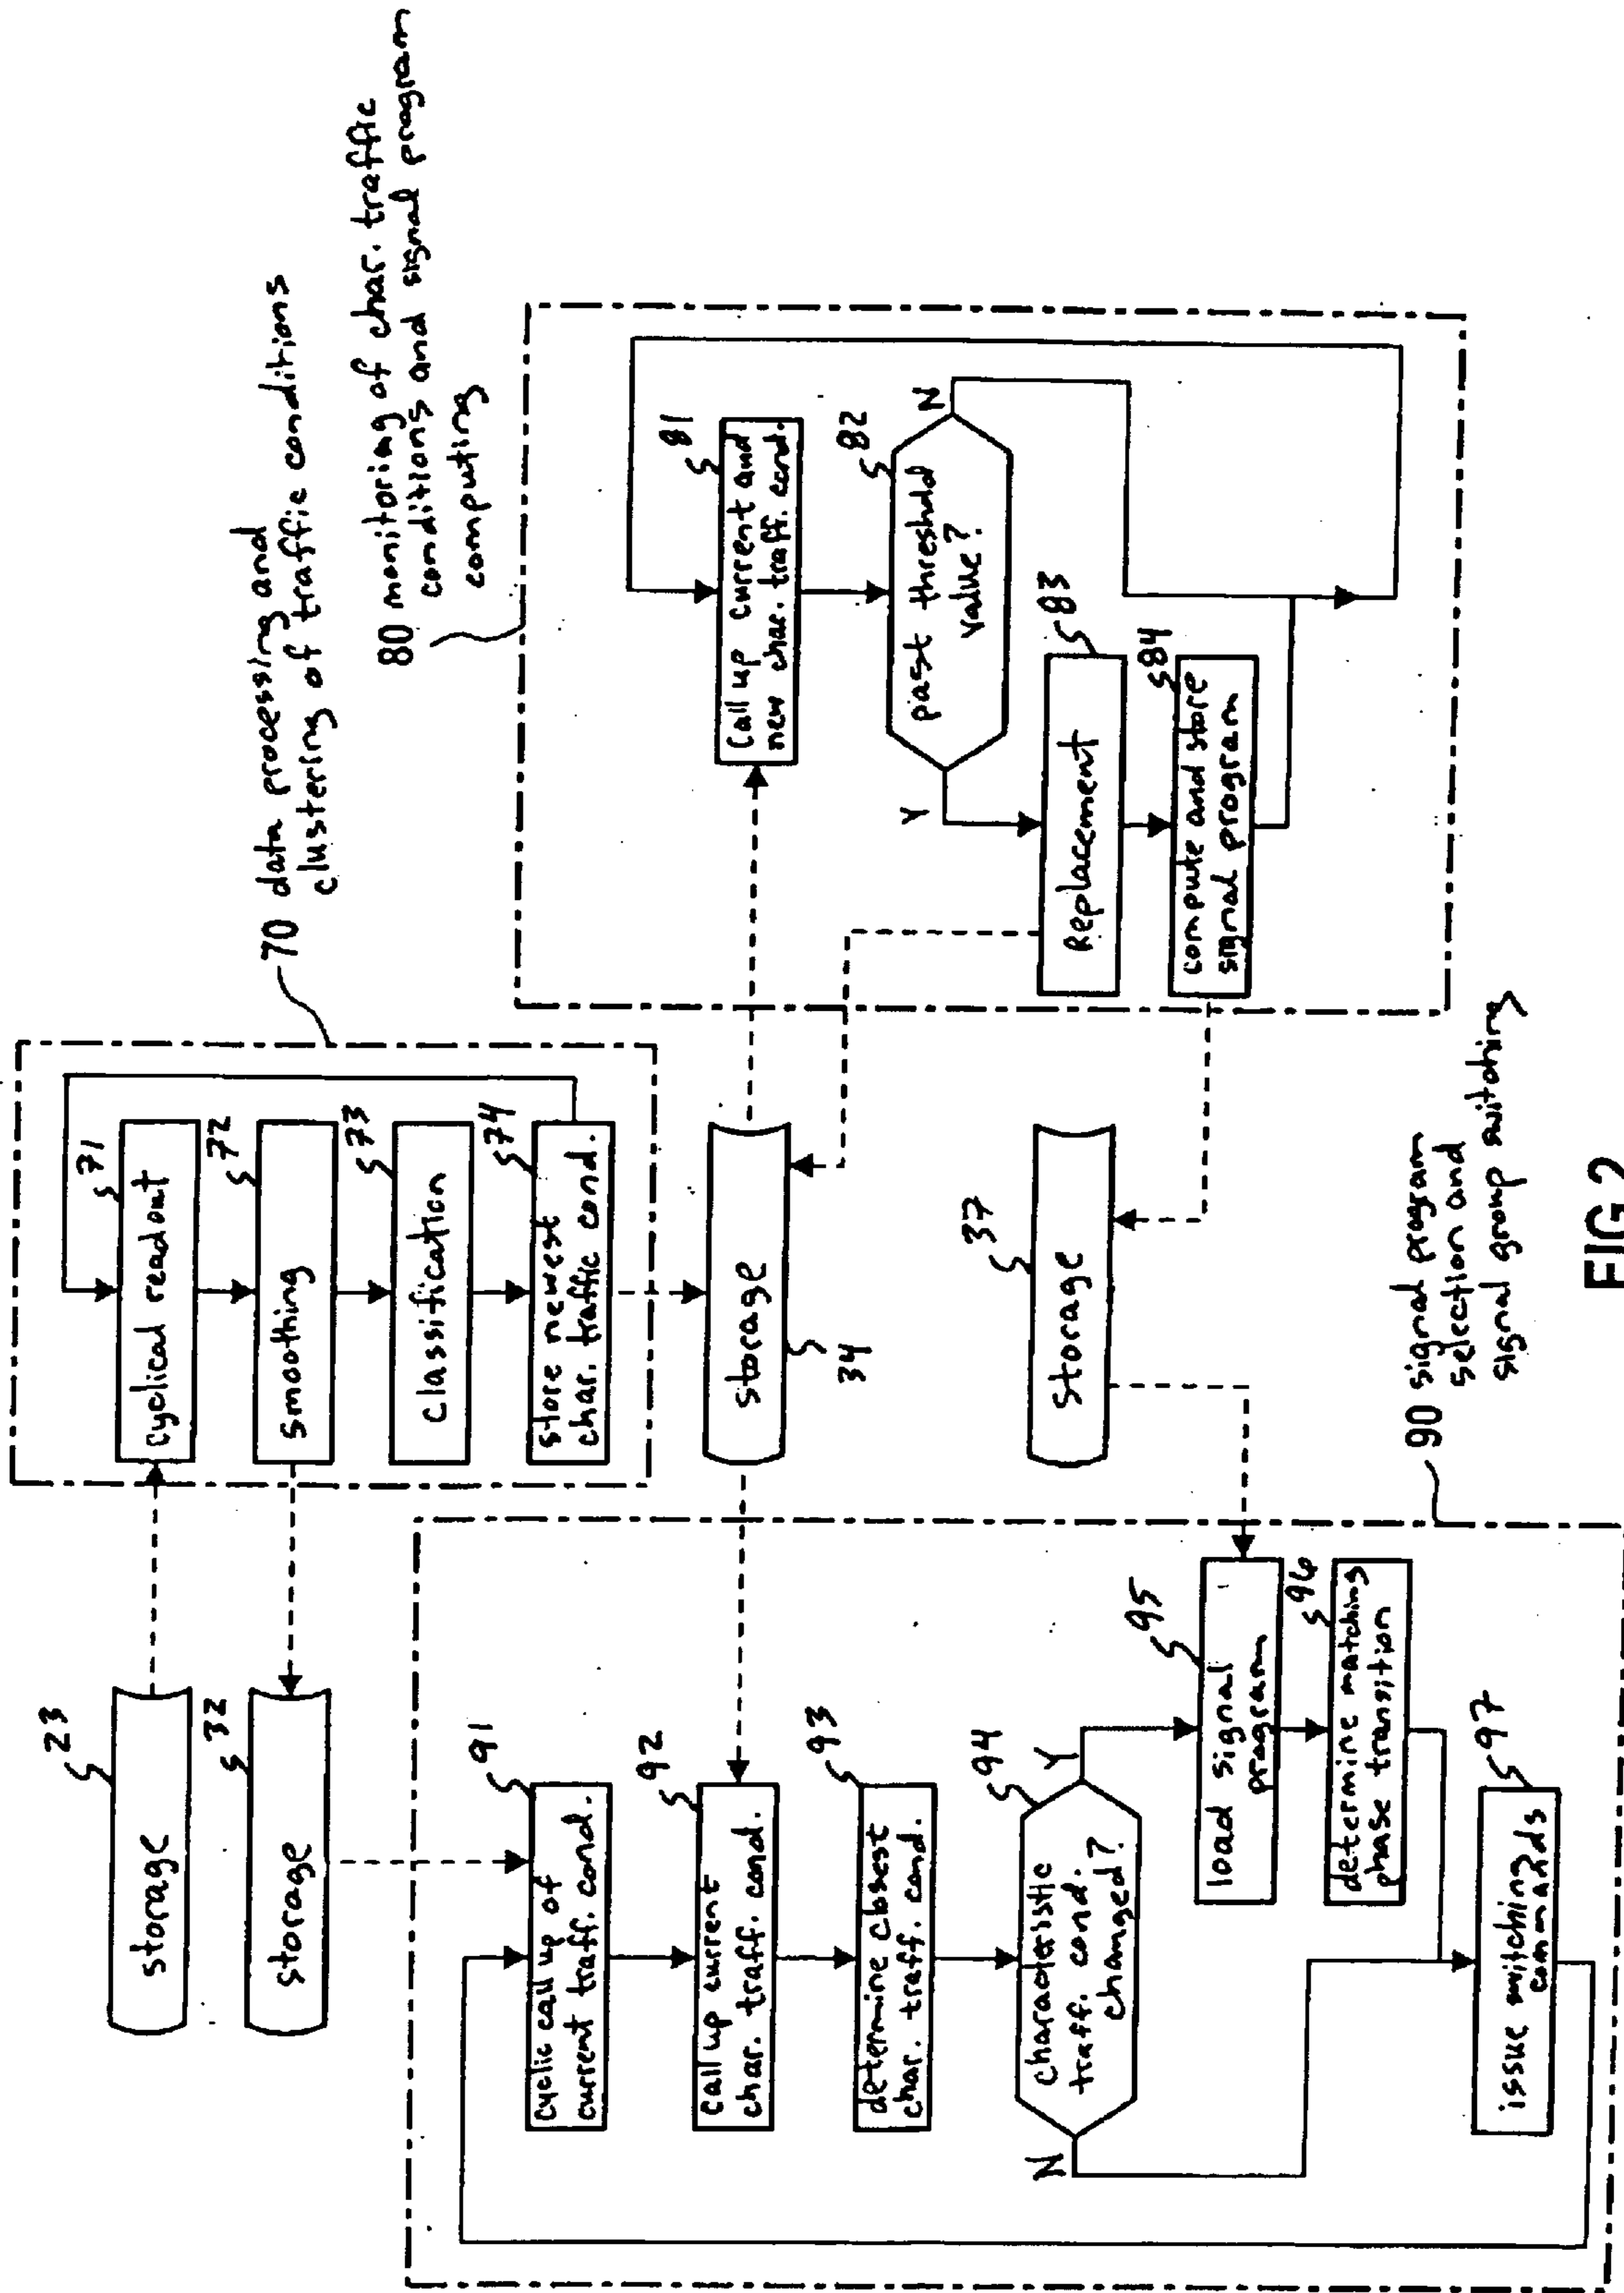 23
storage
32
storage
70 data processing and
clustering of traffic conditions
71
cyclical readout
72
smoothing
73
classification
74
store newest
char. traffic cond.
storage
34
37
storage
80 monitoring of char. traffic
conditions and signal program
computing
81
call up current and
new char. traff. cond.
82
past threshold
value?
Y
N
83
Replacement
84
compute and store
signal program
90 signal program
selection and
signal group switching
91
cyclic call up of
current traff. cond.
92
call up current
char. traff. cond.
93
determine closest
char. traff. cond.
94
characteristic
traff. cond.
changed?
N
Y
95
load signal
program
96
determine matching
phase transition
97
issue switching
commands
FIG 2